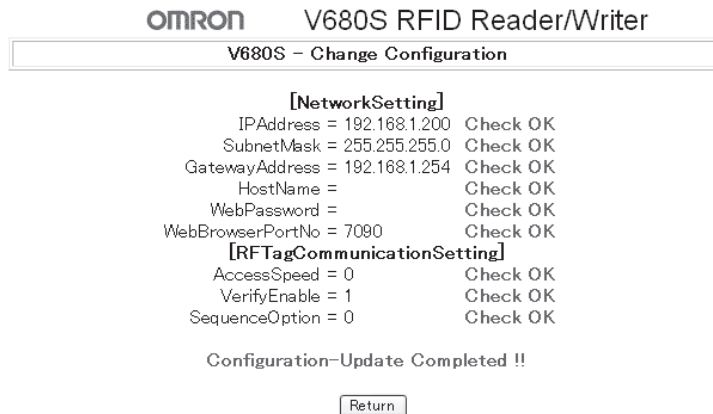 OMRON V680S RFID Reader/Writer
V680S - Change Configuration
[NetworkSetting]
IPAddress = 192.168.1.200 Check OK
SubnetMask = 255.255.255.0 Check OK
GatewayAddress = 192.168.1.254 Check OK
HostName = Check OK
WebPassword = Check OK
WebBrowserPortNo = 7090 Check OK
[RFTagCommunicationSetting]
AccessSpeed = 0 Check OK
VerifyEnable = 1 Check OK
SequenceOption = 0 Check OK
Configuration-Update Completed !!
Return